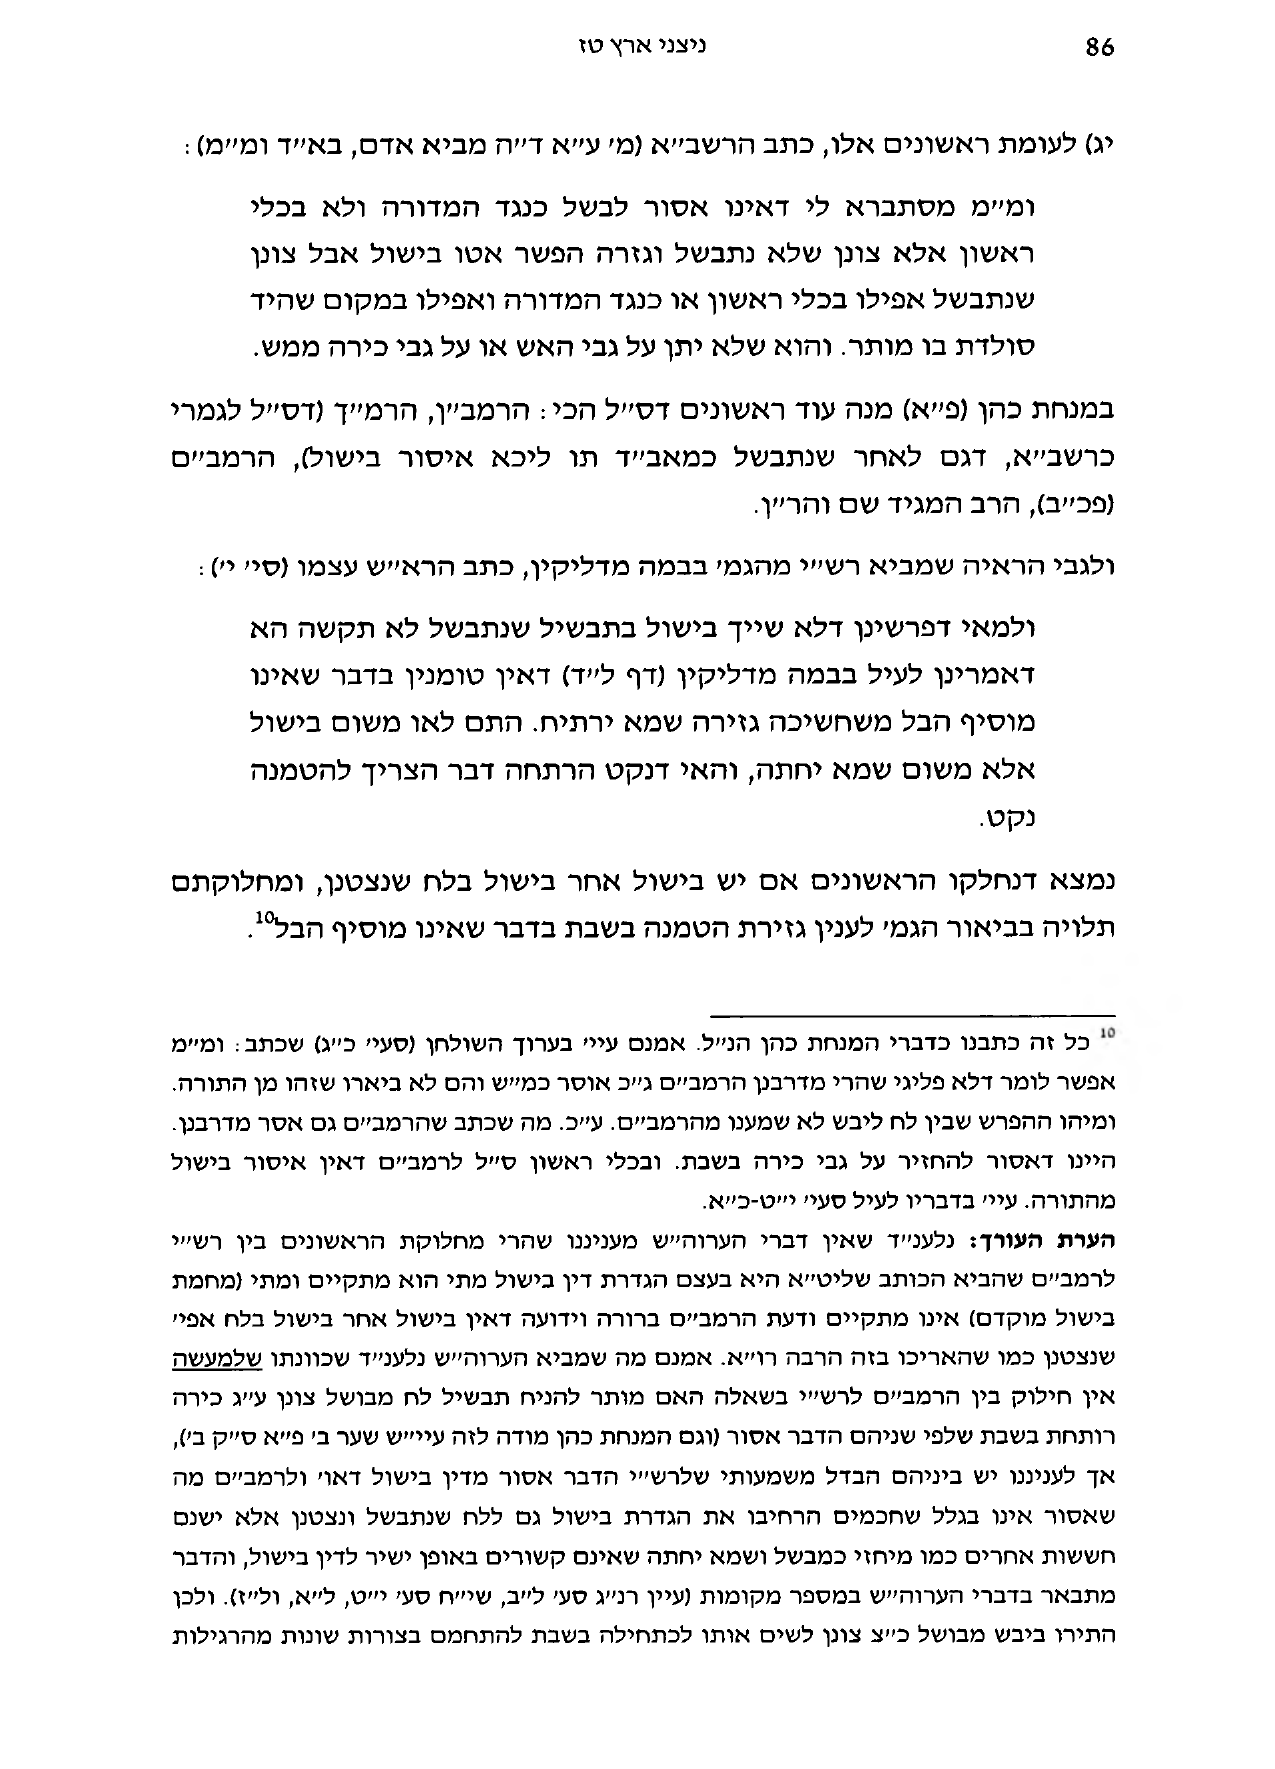 86
ניצני ארץ טז
יג) לעומת ראשונים אלו, כתב הרשב״א (מ׳ ע״א ד״ה מביא אדם, בא״ד ומ״מ):
ומ״מ מסתברא לי דאינו אסור לבשל כנגד המדורה ולא בכלי
ראשון אלא צונן שלא נתבשל וגזרה הפשר אטו בישול אבל צונן
שנתבשל אפילו בכלי ראשון או כנגד המדורה ואפילו במקום שהיד
סולדת בו מותר. והוא שלא יתן על גבי האש או על גבי כירה ממש.
במנחת כהן (פ״א) מנה עוד ראשונים דס״ל הכי: הרמב״ן, הרמ״ך (דס״ל לגמרי
כרשב״א, דגם לאחר שנתבשל כמאב״ד תו ליכא איסור בישול), הרמב״ם
(פכ״ב), הרב המגיד שם והר״ן.
ולגבי הראיה שמביא רש״י מהגמ׳ בבמה מדליקין, כתב הרא״ש עצמו (סי׳ י׳):
ולמאי דפרשינן דלא שייך בישול בתבשיל שנתבשל לא תקשה הא
דאמרינן לעיל בבמה מדליקין (דף ל״ד) דאין טומנין בדבר שאינו
מוסיף הבל משחשיכה גזירה שמא ירתיח. התם לאו משום בישול
אלא משום שמא יחתה, והאי דנקט הרתחה דבר הצריך להטמנה
נקט.
נמצא דנחלקו הראשונים אם יש בישול אחר בישול בלח שנצטנן, ומחלוקתם
תלויה בביאור הגמ׳ לענין גזירת הטמנה בשבת בדבר שאינו מוסיף הבל10.
10 כל זה כתבנו כדברי המנחת כהן הנ״ל. אמנם עיי׳ בערוך השולחן (סעי׳ כ״ג) שכתב: ומ״מ
אפשר לומר דלא פליגי שהרי מדרבנן הרמב״ם ג״כ אוסר כמ״ש והם לא ביארו שזהו מן התורה.
ומיהו ההפרש שבין לח ליבש לא שמענו מהרמב״ם. ע״כ. מה שכתב שהרמב״ם גם אסר מדרבנן.
היינו דאסור להחזיר על גבי כירה בשבת. ובכלי ראשון ס״ל לרמב״ם דאין איסור בישול
מהתורה. עיי׳ בדבריו לעיל סעי׳ י״ט-כ״א.
הערת העורך: נלענ״ד שאין דברי הערוה״ש מעניננו שהרי מחלוקת הראשונים בין רש״י
לרמב״ם שהביא הכותב שליט״א היא בעצם הגדרת דין בישול מתי הוא מתקיים ומתי (מחמת
בישול מוקדם) אינו מתקיים ודעת הרמב״ם ברורה וידועה דאין בישול אחר בישול בלח אפי׳
שנצטנן כמו שהאריכו בזה הרבה רו״א. אמנם מה שמביא הערוה״ש נלענ״ד שכוונתו שלמעשה
אין חילוק בין הרמב״ם לרש״י בשאלה האם מותר להניח תבשיל לח מבושל צונן ע״ג כירה
רותחת בשבת שלפי שניהם הדבר אסור (וגם המנחת כהן מודה לזה עיי״ש שער ב׳ פ״א ס״ק ב׳),
אך לעניננו יש ביניהם הבדל משמעותי שלרש״י הדבר אסור מדין בישול דאו׳ ולרמב״ם מה
שאסור אינו בגלל שחכמים הרחיבו את הגדרת בישול גם ללח שנתבשל ונצטנן אלא ישנם
חששות אחרים כמו מיחזי כמבשל ושמא יחתה שאינם קשורים באופן ישיר לדין בישול, והדבר
מתבאר בדברי הערוה״ש במספר מקומות (עיין רנ״ג סע׳ ל״ב, שי״ח סע׳ י״ט, ל״א, ול״ז). ולכן
התירו ביבש מבושל כ״צ צונן לשים אותו לכתחילה בשבת להתחמם בצורות שונות מהרגילות